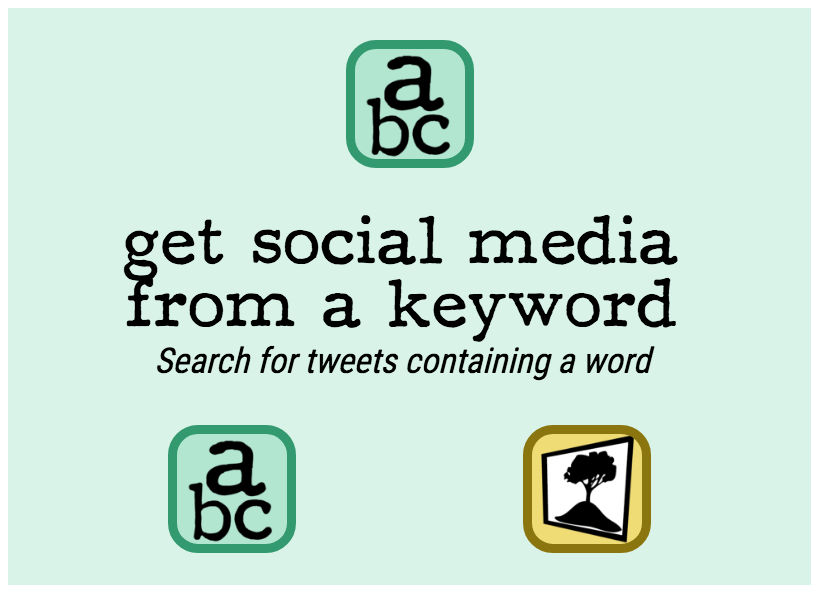 a
bc
get social media
from a keyword
Search for tweets containing a word
a
bc